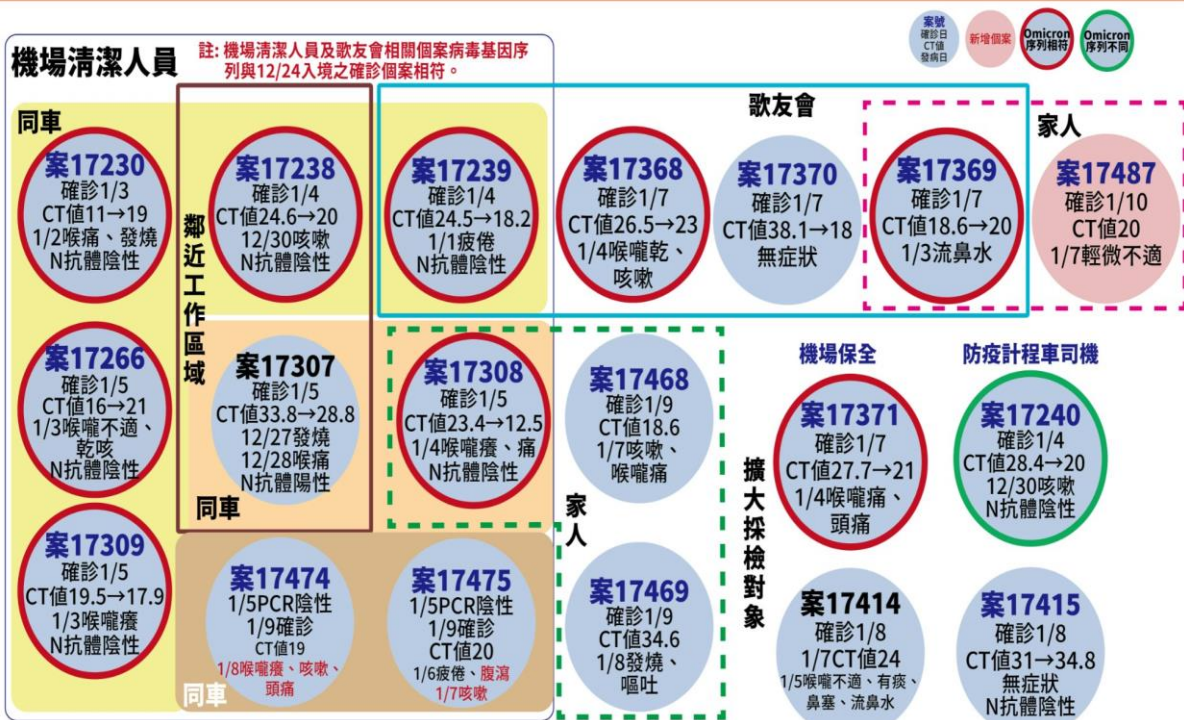 案號
確診日
CT值
發病日
新增個案
Omicron
序列相符
Omicron
序列不同
機場清潔人員
註: 機場清潔人員及歌友會相關個案病毒基因序
列與12/24入境之確診個案相符。
同車
案17230
確診1/3
CT值11→19
1/2喉痛、發燒
N抗體陰性
鄰近工作區域
案17238
確診1/4
CT值24.6→20
12/30咳嗽
N抗體陰性
案17239
確診1/4
CT值24.5→18.2
1/1疲倦
N抗體陰性
歌友會
案17368
確診1/7
CT值26.5→23
1/4喉嚨乾、
咳嗽
案17370
確診1/7
CT值38.1→18
無症狀
案17369
確診1/7
CT值18.6→20
1/3流鼻水
家人
案17487
確診1/10
CT值20
1/7輕微不適
案17266
確診1/5
CT值16→21
1/3喉嚨不適、
乾咳
N抗體陰性
案17307
確診1/5
CT值33.8→28.8
12/27發燒
12/28喉痛
N抗體陽性
同車
案17308
確診1/5
CT值23.4→12.5
1/4喉嚨癢、痛
N抗體陰性
案17468
確診1/9
CT值18.6
1/7咳嗽、
喉嚨痛
家人
機場保全
案17371
確診1/7
CT值27.7→21
1/4喉嚨痛、
頭痛
防疫計程車司機
案17240
確診1/4
CT值28.4→20
12/30咳嗽
N抗體陰性
擴大採檢對象
案17309
確診1/5
CT值19.5→17.9
1/3喉嚨癢
N抗體陰性
案17474
1/5PCR陰性
1/9確診
CT值19
1/8喉嚨癢、咳嗽、
頭痛
同車
案17475
1/5PCR陰性
1/9確診
CT值20
1/6疲倦、腹瀉
1/7咳嗽
案17469
確診1/9
CT值34.6
1/8發燒、
嘔吐
案17414
確診1/8
1/7CT值24
1/5喉嚨不適、有痰、
鼻塞、流鼻水
案17415
確診1/8
CT值31→34.8
無症狀
N抗體陰性